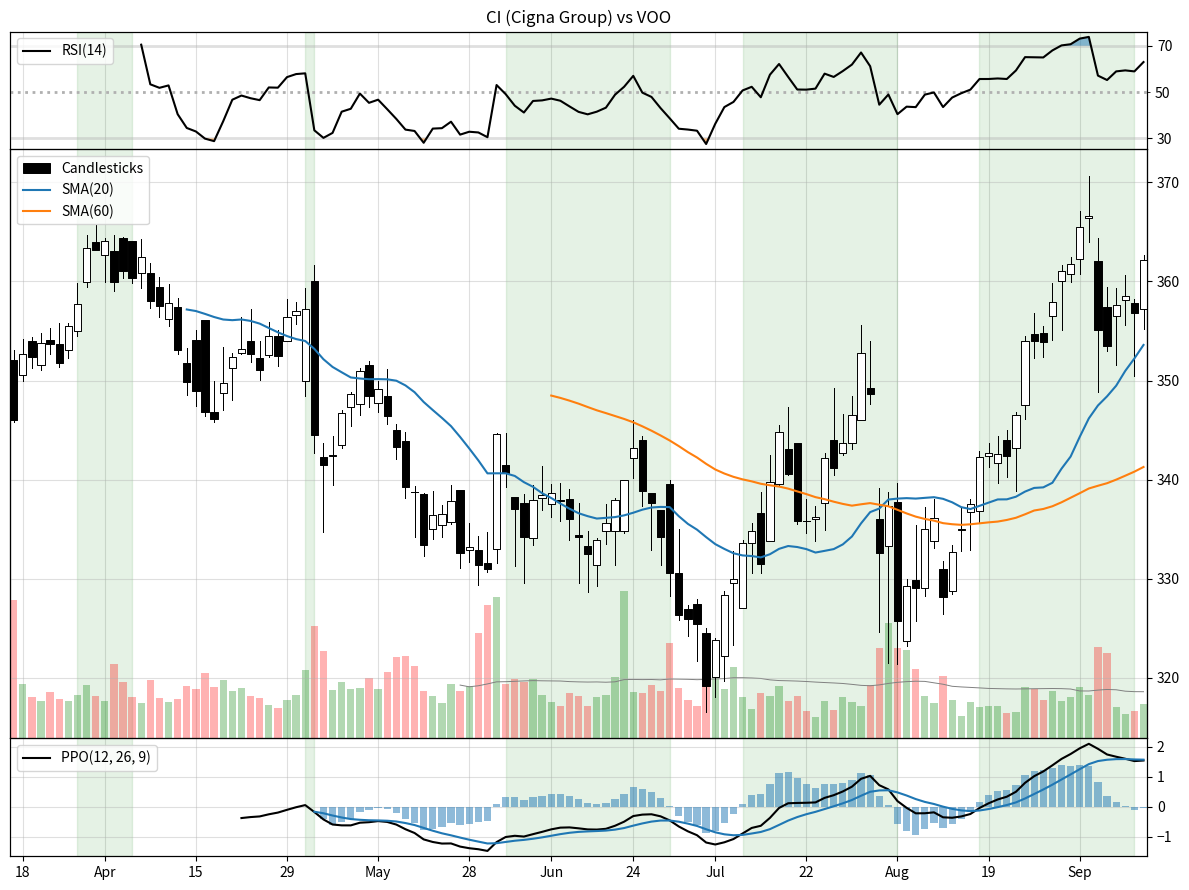 CI (Cigna Group) vs VOO
RSI(14)
70
50
30
Candlesticks
SMA(20)
SMA(60)
370
360
350
340
330
320
PPO(12, 26, 9)
2
1
0
−1
18 Apr 15 29 May 28 Jun 24 Jul 22 Aug 19 Sep